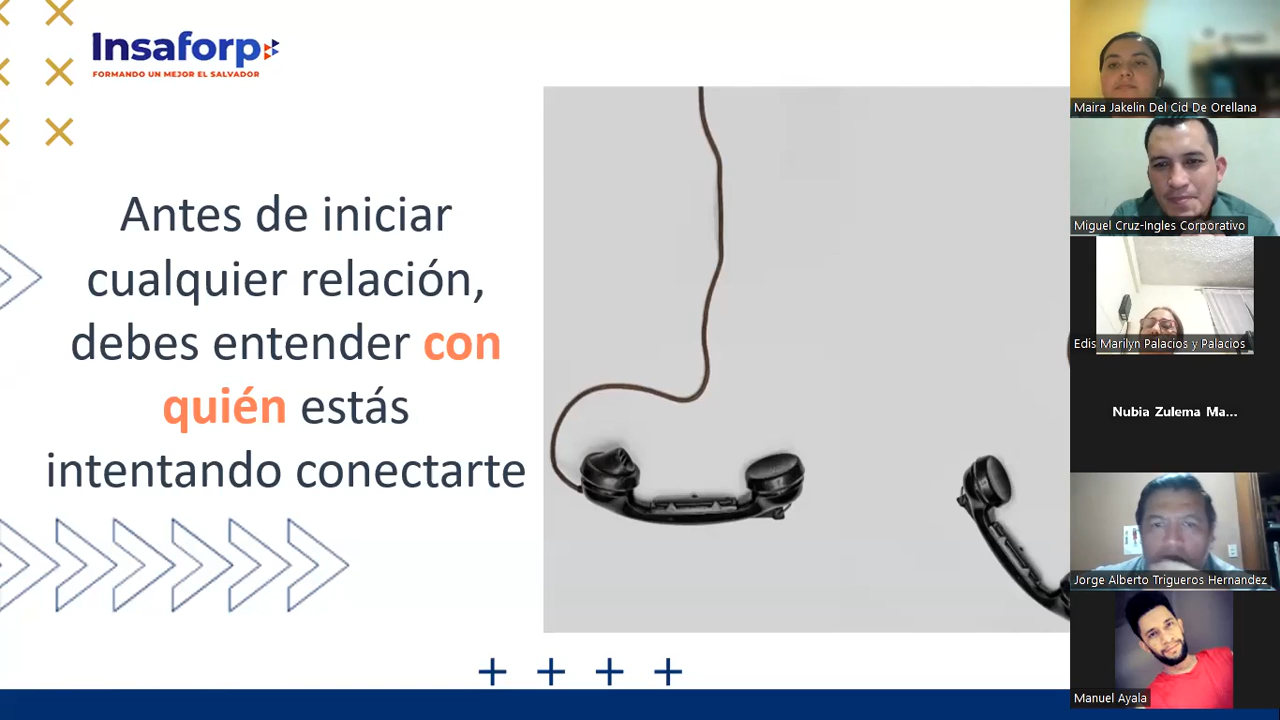 Insaforp
FORMANDO UN MEJOR EL SALVADOR
Antes de iniciar
cualquier relación,
debes entender con
quién estás
intentando conectarte
Maira Jakelin Del Cid De Orellana
Miguel Cruz-Ingles Corporativo
Edis Marilyn Palacios y Palacios
Nubia Zulema Ma...
Jorge Alberto Trigueros Hernandez
Manuel Ayala